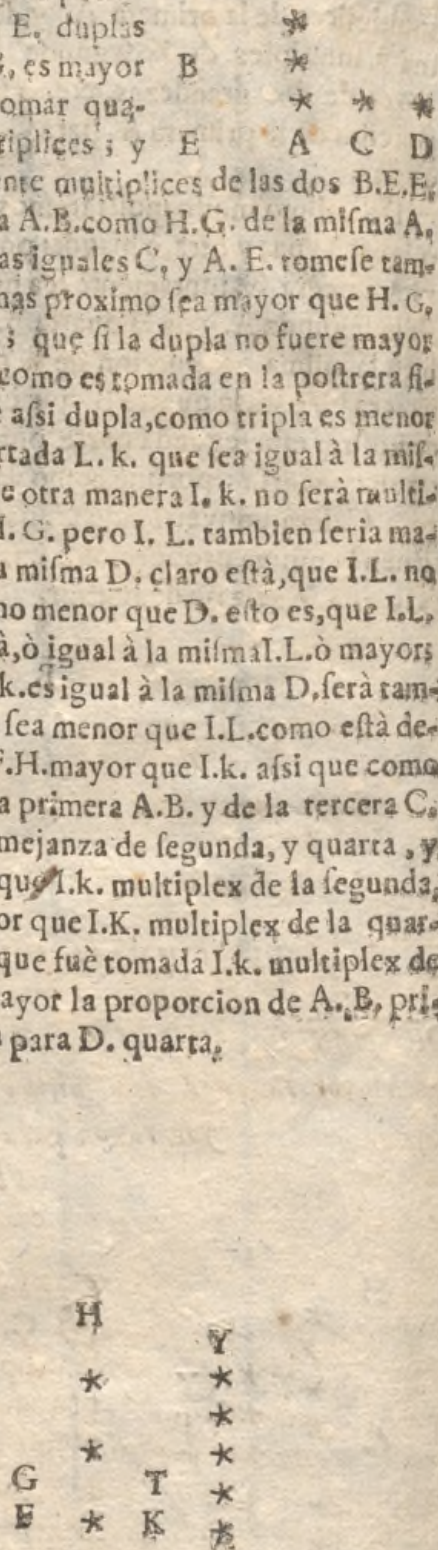 E. duplas *
G, es mayor B *
omar qua- * * *
tiplices ; y E A C D
nte multiplices de las dos B.E.E,
a A.B.como H.G. de la miſma A,
as iguales C, y A. E. tomeſe tam-
mas proximo ſea mayor que H. G,
; que ſi la dupla no fuere mayor
como es tomada en la poſtrera fi-
e aſsi dupla,como tripla es menor
rtada L. k. que ſea igual à la miſ-
e otra manera I. k. no ſerà multi-
I. G. pero I. L. tambien ſeria ma-
a miſma D. claro eſtà,que I.L. no
no menor que D. eſto es,que I.L,
à,ò igual à la miſmaI.L.ò mayor;
k.es igual à la miſma D.ſerà tam-
ſea menor que I.L.como eſtà de-
F.H.mayor que I.k. aſsi que como
a primera A.B. y de la tercera C.
mejanza de ſegunda, y quarta , y
que I.k. multiplex de la ſegunda,
or que I.K. multiplex de la quar-
que fuè tomada I.k. multiplex de
ayor la proporcion de A. B. pri-
para D. quarta.
H
Y
* *
*
* *
G T *
F * K *